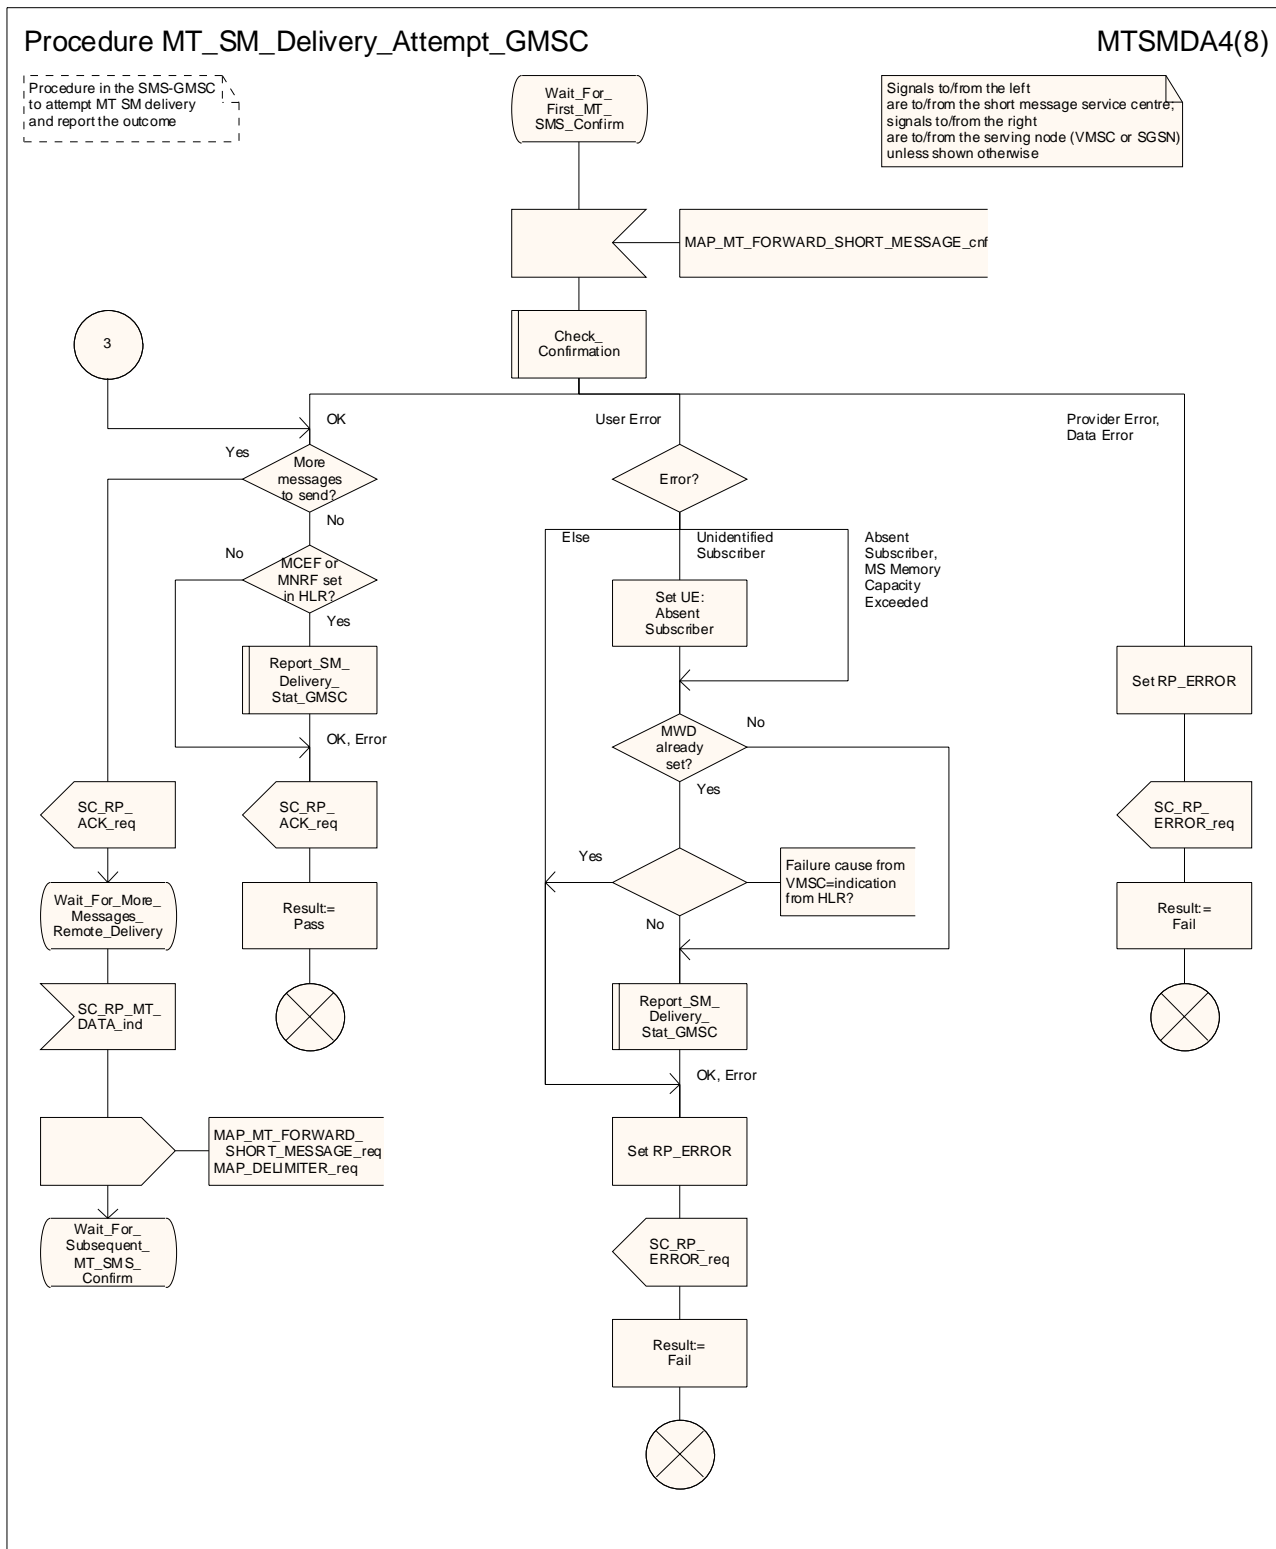 Procedure MT_SM_Delivery_Attempt_GMSC
MTSMDA4(8)
Procedure in the SMS-GMSC
to attempt MT SM delivery
and report the outcome
Wait_For_
First_MT_
SMS_Confirm
Signals to/from the left
are to/from the short message service centre;
signals to/from the right
are to/from the serving node (VMSC or SGSN)
unless shown otherwise
MAP_MT_FORWARD_SHORT_MESSAGE_cnf
Check_
Confirmation
3
OK
User Error
Provider Error,
Data Error
Yes
More
messages
to send?
Error?
No
Else
Unidentified
Subscriber
Absent
Subscriber,
MS Memory
Capacity
Exceeded
No
MCEF or
MNRF set
in HLR?
Yes
Set UE:
Absent
Subscriber
Report_SM_
Delivery_
Stat_GMSC
Set RP_ERROR
OK, Error
MWD
already
set?
No
Yes
SC_RP_
ACK_req
SC_RP_
ACK_req
SC_RP_
ERROR_req
Yes
Failure cause from
VMSC=indication
from HLR?
No
Wait_For_More_
Messages_
Remote_Delivery
Result:=
Pass
Result:=
Fail
SC_RP_MT_
DATA_ind
Report_SM_
Delivery_
Stat_GMSC
OK, Error
MAP_MT_FORWARD_
SHORT_MESSAGE_req
MAP_DELIMITER_req
Set RP_ERROR
Wait_For_
Subsequent_
MT_SMS_
Confirm
SC_RP_
ERROR_req
Result:=
Fail